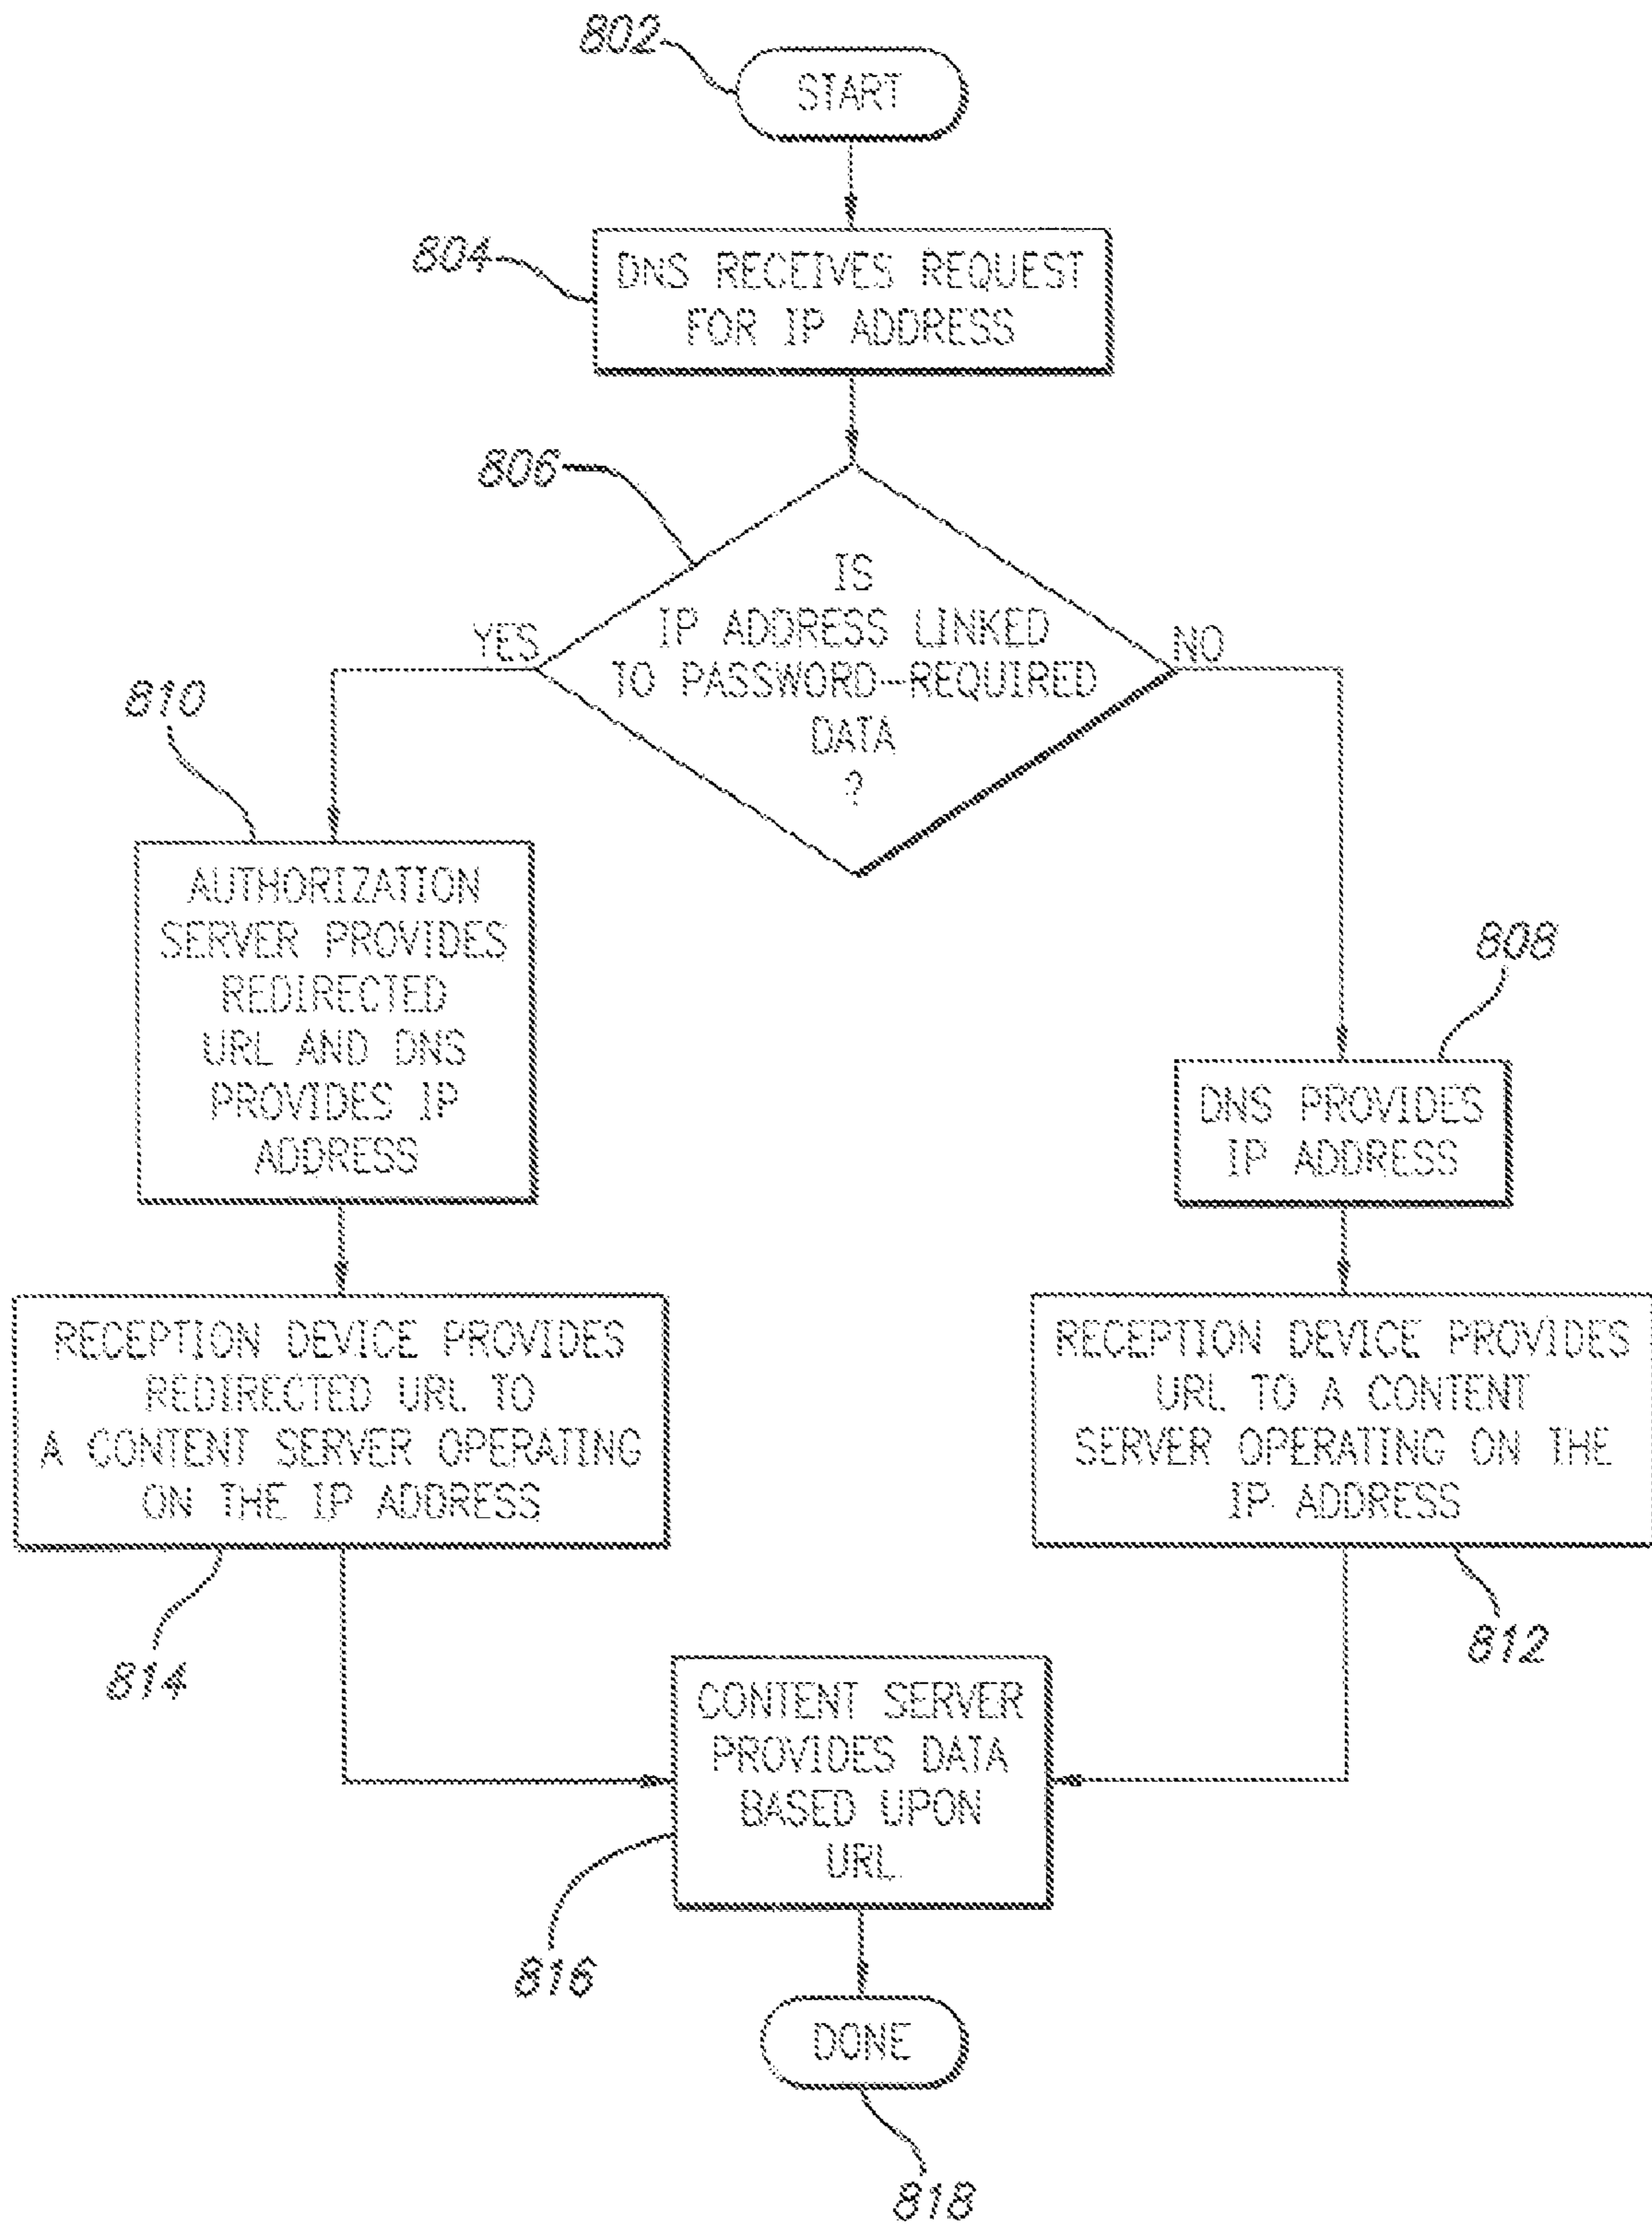 802
START
804
DNS RECEIVES REQUEST
FOR IP ADDRESS
806
IS
IP ADDRESS LINKED
TO PASSWORD-REQUIRED
DATA
?
YES
NO
810
AUTHORIZATION
SERVER PROVIDES
REDIRECTED
URL AND DNS
PROVIDES IP
ADDRESS
808
DNS PROVIDES
IP ADDRESS
RECEPTION DEVICE PROVIDES
REDIRECTED URL TO
A CONTENT SERVER OPERATING
ON THE IP ADDRESS
814
RECEPTION DEVICE PROVIDES
URL TO A CONTENT
SERVER OPERATING ON THE
IP ADDRESS
812
CONTENT SERVER
PROVIDES DATA
BASED UPON
URL
816
DONE
818